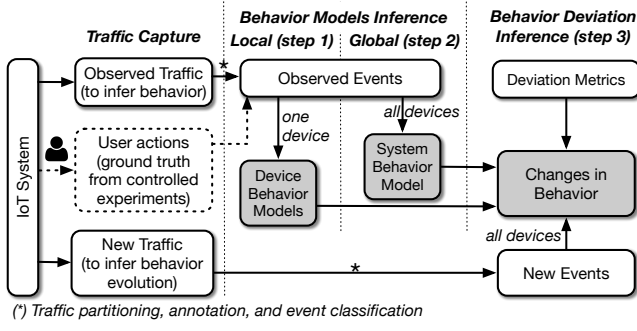 Behavior Models Inference
Behavior Deviation
Traffic Capture
Local (step 1)
Global (step 2)
Inference (step 3)
*
Observed Traffic
(to infer behavior)
Observed Events
Deviation Metrics
one
device
all devices
User actions
(ground truth
from controlled
experiments)
IoT System
System
Behavior
Model
Device
Behavior
Models
Changes in
Behavior
all devices
New Traffic
(to infer behavior
evolution)
*
New Events
(*) Traffic partitioning, annotation, and event classification